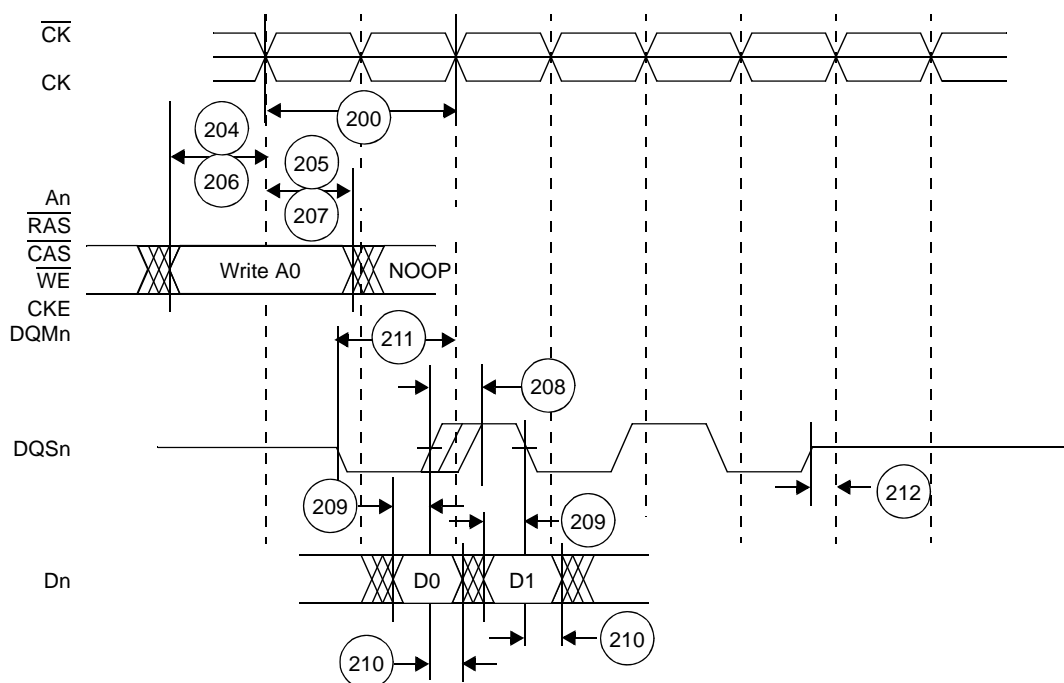 CK
CK
200
204
206
205
207
An
RAS
CAS
WE
CKE
DQMn
Write A0
NOOP
211
208
DQSn
209
209
212
Dn
D0
D1
210
210